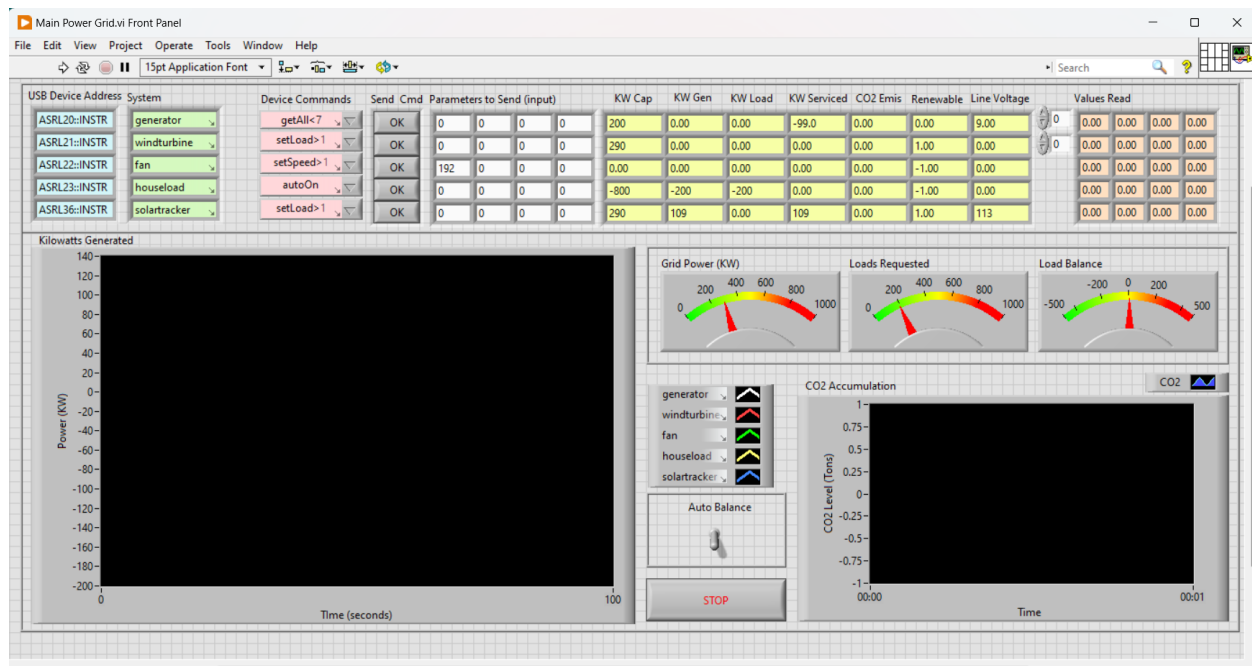 Main Power Grid.vi Front Panel
File Edit View Project Operate Tools Window Help
15pt Application Font
Search
USB Device Address System Device Commands Send Cmd Parameters to Send (input) KW Cap KW Gen KW Load KW Serviced CO2 Emis Renewable Line Voltage Values Read
ASRL20::INSTR generator getAll<7 OK 0 0 0 0 200 0.00 0.00 -99.0 0.00 0.00 9.00 0 0.00 0.00 0.00 0.00
ASRL21::INSTR windturbine setLoad>1 OK 0 0 0 0 290 0.00 0.00 0.00 0.00 1.00 0.00 0 0.00 0.00 0.00 0.00
ASRL22::INSTR fan setSpeed>1 OK 192 0 0 0 0.00 0.00 0.00 0.00 0.00 -1.00 0.00 0.00 0.00 0.00 0.00
ASRL23::INSTR houseload autoOn OK 0 0 0 0 -800 -200 -200 0.00 0.00 -1.00 0.00 0.00 0.00 0.00 0.00
ASRL36::INSTR solartracker setLoad>1 OK 0 0 0 0 290 109 0.00 109 0.00 1.00 113 0.00 0.00 0.00 0.00
Kilowatts Generated
140
120
100
80
60
40
20
0
-20
-40
-60
-80
-100
-120
-140
-160
-180
-200
Power (KW)
0 100
TIme (seconds)
Grid Power (KW)
0 200 400 600 800 1000
Loads Requested
0 200 400 600 800 1000
Load Balance
-500 -200 0 200 500
generator
windturbine
fan
houseload
solartracker
Auto Balance
STOP
CO2 Accumulation
CO2
1
0.75
0.5
0.25
0
-0.25
-0.5
-0.75
-1
CO2 Level (Tons)
00:00 00:01
Time